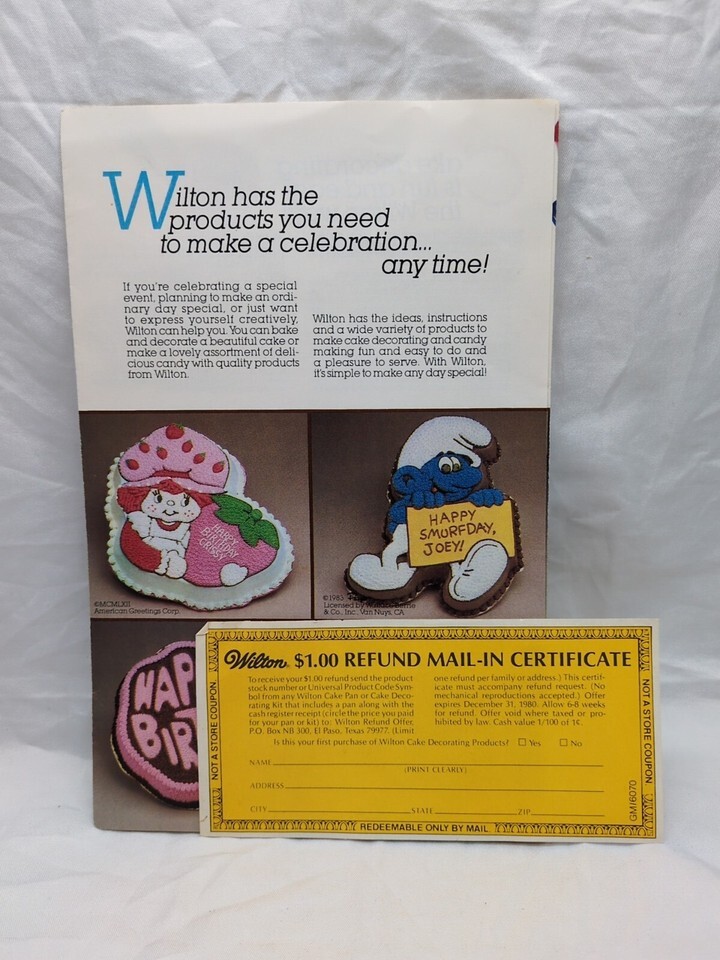 Wilton has the
products you need
to make a celebration...
any time!
If you're celebrating a special
event, planning to make an ordi-
nary day special, or just want
to express yourself creatively,
Wilton can help you. You can bake
and decorate a beautiful cake or
make a lovely assortment of deli-
cious candy with quality products
from Wilton.
Wilton has the ideas, instructions
and a wide variety of products to
make cake decorating and candy
making fun and easy to do and
a pleasure to serve. With Wilton,
it's simple to make any day special!
HAPPY
BIRTHDAY
CRISSY
American Greetings Corp.
HAPPY
SMURFDAY,
JOEY!
©1983
Licensed by Wallace Berrie
& Co., Inc. Van Nuys, CA
HAP
BIR
Wilton $1.00 REFUND MAIL-IN CERTIFICATE
To receive your $1.00 refund send the product
stock number or Universal Product Code Sym-
bol from any Wilton Cake Pan or Cake Deco-
rating Kit that includes a pan along with the
cash register receipt (circle the price you paid
for your pan or kit) to: Wilton Refund Offer,
P.O. Box NB 300, El Paso, Texas 79977. (Limit
one refund per family or address.) This certif-
icate must accompany refund request. (No
mechanical reproductions accepted.) Offer
expires December 31, 1980. Allow 6-8 weeks
for refund. Offer void where taxed or pro-
hibited by law. Cash value 1/100 of 1¢.
Is this your first purchase of Wilton Cake Decorating Products? Yes No
NAME
(PRINT CLEARLY)
ADDRESS
CITY STATE ZIP
REDEEMABLE ONLY BY MAIL
NOT A STORE COUPON
NOT A STORE COUPON
GM16070